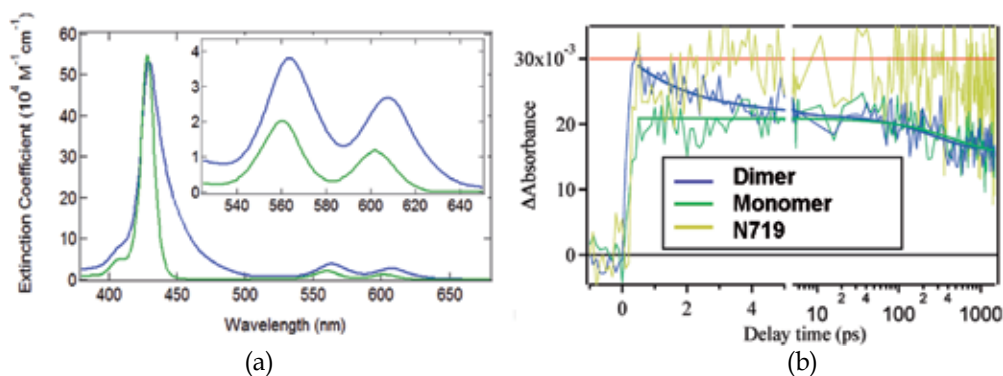 Extinction Coefficient (10⁴ M⁻¹ cm⁻¹)
60
50
40
30
20
10
0
4
3
2
1
0
540 560 580 600 620 640
400 450 500 550 600 650
Wavelength (nm)
(a)
ΔAbsorbance
30x10⁻³
20
10
0
Dimer
Monomer
N719
0 2 4 10 2 4 100 2 4 1000
Delay time (ps)
(b)